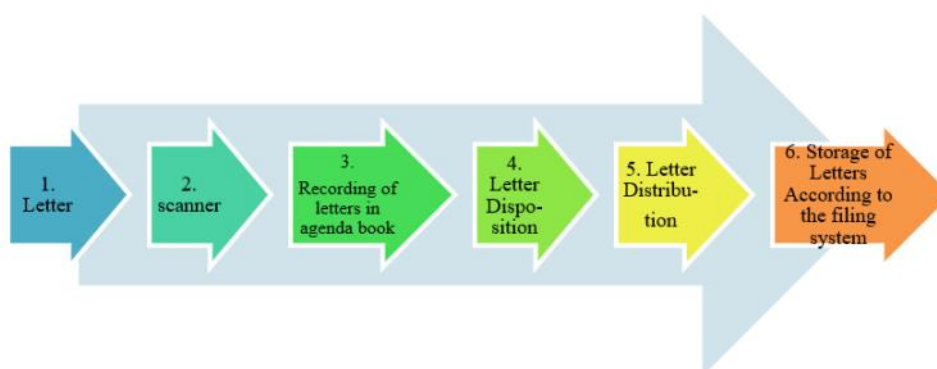 1.
Letter
2.
scanner
3.
Recording of
letters in
agenda book
4.
Letter
Dispo-
sition
5. Letter
Distribu-
tion
6. Storage of
Letters
According to
the filing
system